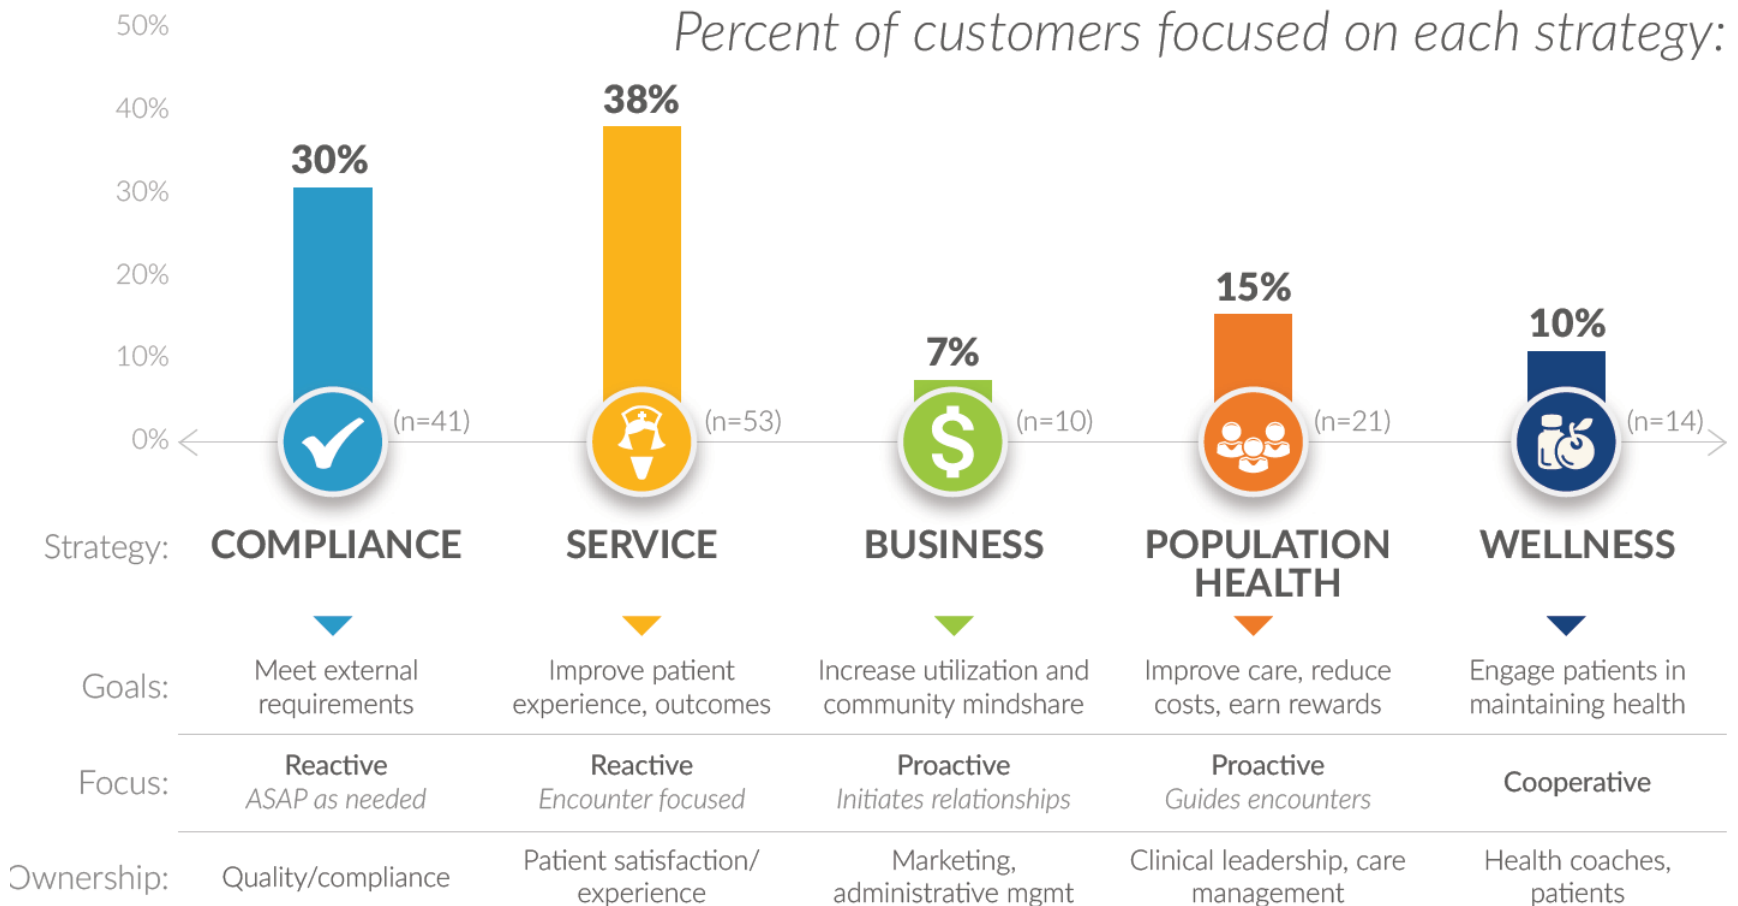 Percent of customers focused on each strategy:
50%
40%
30%
20%
10%
0%
30%
38%
7%
15%
10%
(n=41)
(n=53)
(n=10)
(n=21)
(n=14)
$
Strategy:
COMPLIANCE
SERVICE
BUSINESS
POPULATION
HEALTH
WELLNESS
Goals:
Meet external
requirements
Improve patient
experience, outcomes
Increase utilization and
community mindshare
Improve care, reduce
costs, earn rewards
Engage patients in
maintaining health
Focus:
Reactive
ASAP as needed
Reactive
Encounter focused
Proactive
Initiates relationships
Proactive
Guides encounters
Cooperative
Ownership:
Quality/compliance
Patient satisfaction/
experience
Marketing,
administrative mgmt
Clinical leadership, care
management
Health coaches,
patients